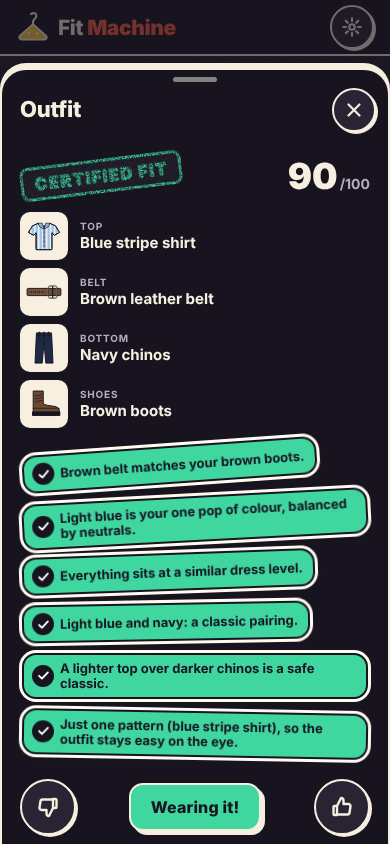 Fit Machine
Outfit
CERTIFIED FIT
90/100
TOP
Blue stripe shirt
BELT
Brown leather belt
BOTTOM
Navy chinos
SHOES
Brown boots
Brown belt matches your brown boots.
Light blue is your one pop of colour, balanced
by neutrals.
Everything sits at a similar dress level.
Light blue and navy: a classic pairing.
A lighter top over darker chinos is a safe
classic.
Just one pattern (blue stripe shirt), so the
outfit stays easy on the eye.
Wearing it!